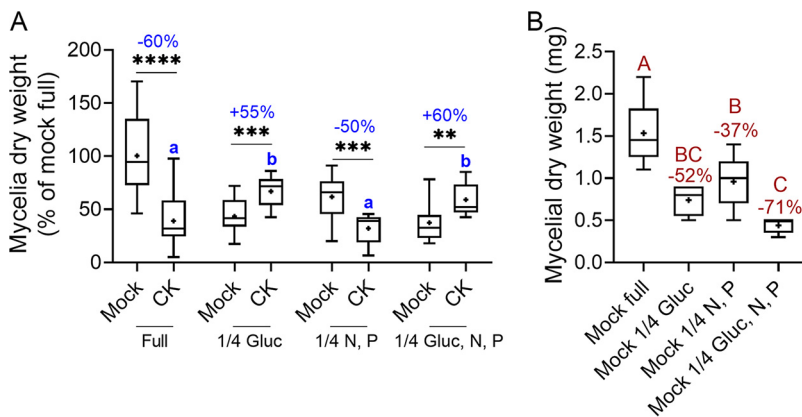 A
Mycelia dry weight
(% of mock full)
200
150
100
50
0
-60%
****
a
+55%
***
b
-50%
***
a
+60%
**
b
Mock
CK
Mock
CK
Mock
CK
Mock
CK
Full
1/4 Gluc
1/4 N, P
1/4 Gluc, N, P
B
Mycelial dry weight (mg)
2.5
2.0
1.5
1.0
0.5
0.0
A
BC
-52%
B
-37%
C
-71%
Mock full
Mock 1/4 Gluc
Mock 1/4 N, P
Mock 1/4 Gluc, N, P